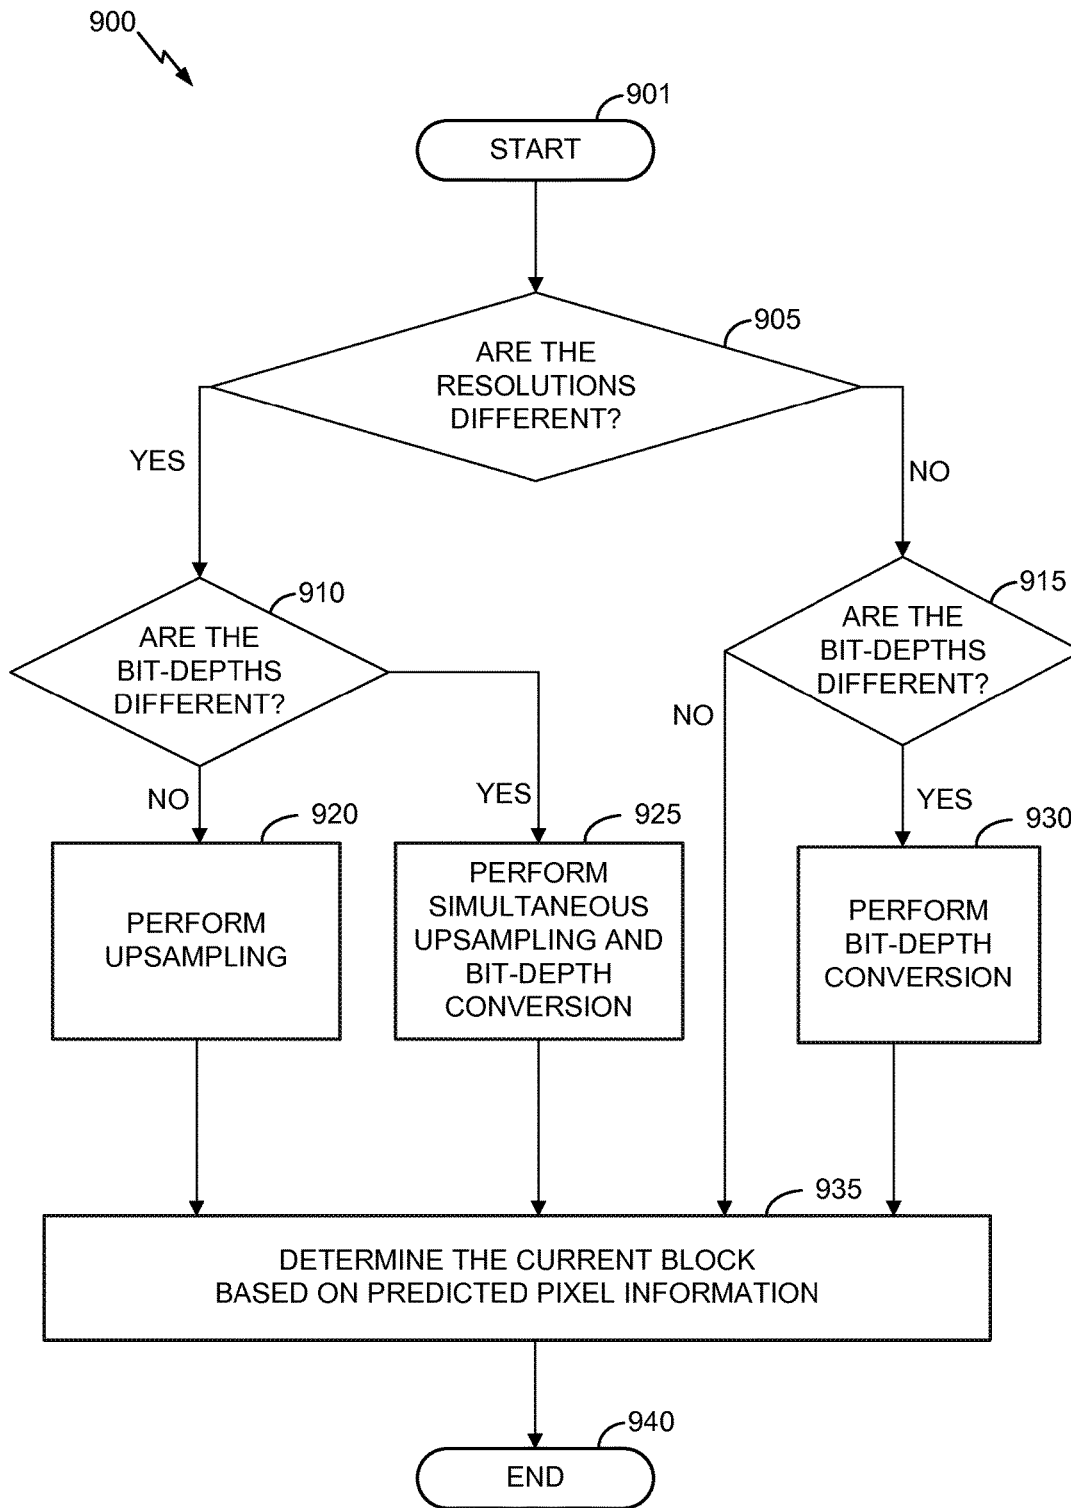 900
901
START
905
ARE THE
RESOLUTIONS
DIFFERENT?
YES
NO
910
ARE THE
BIT-DEPTHS
DIFFERENT?
915
ARE THE
BIT-DEPTHS
DIFFERENT?
NO
YES
NO
YES
920
PERFORM
UPSAMPLING
925
PERFORM
SIMULTANEOUS
UPSAMPLING AND
BIT-DEPTH
CONVERSION
930
PERFORM
BIT-DEPTH
CONVERSION
935
DETERMINE THE CURRENT BLOCK
BASED ON PREDICTED PIXEL INFORMATION
940
END